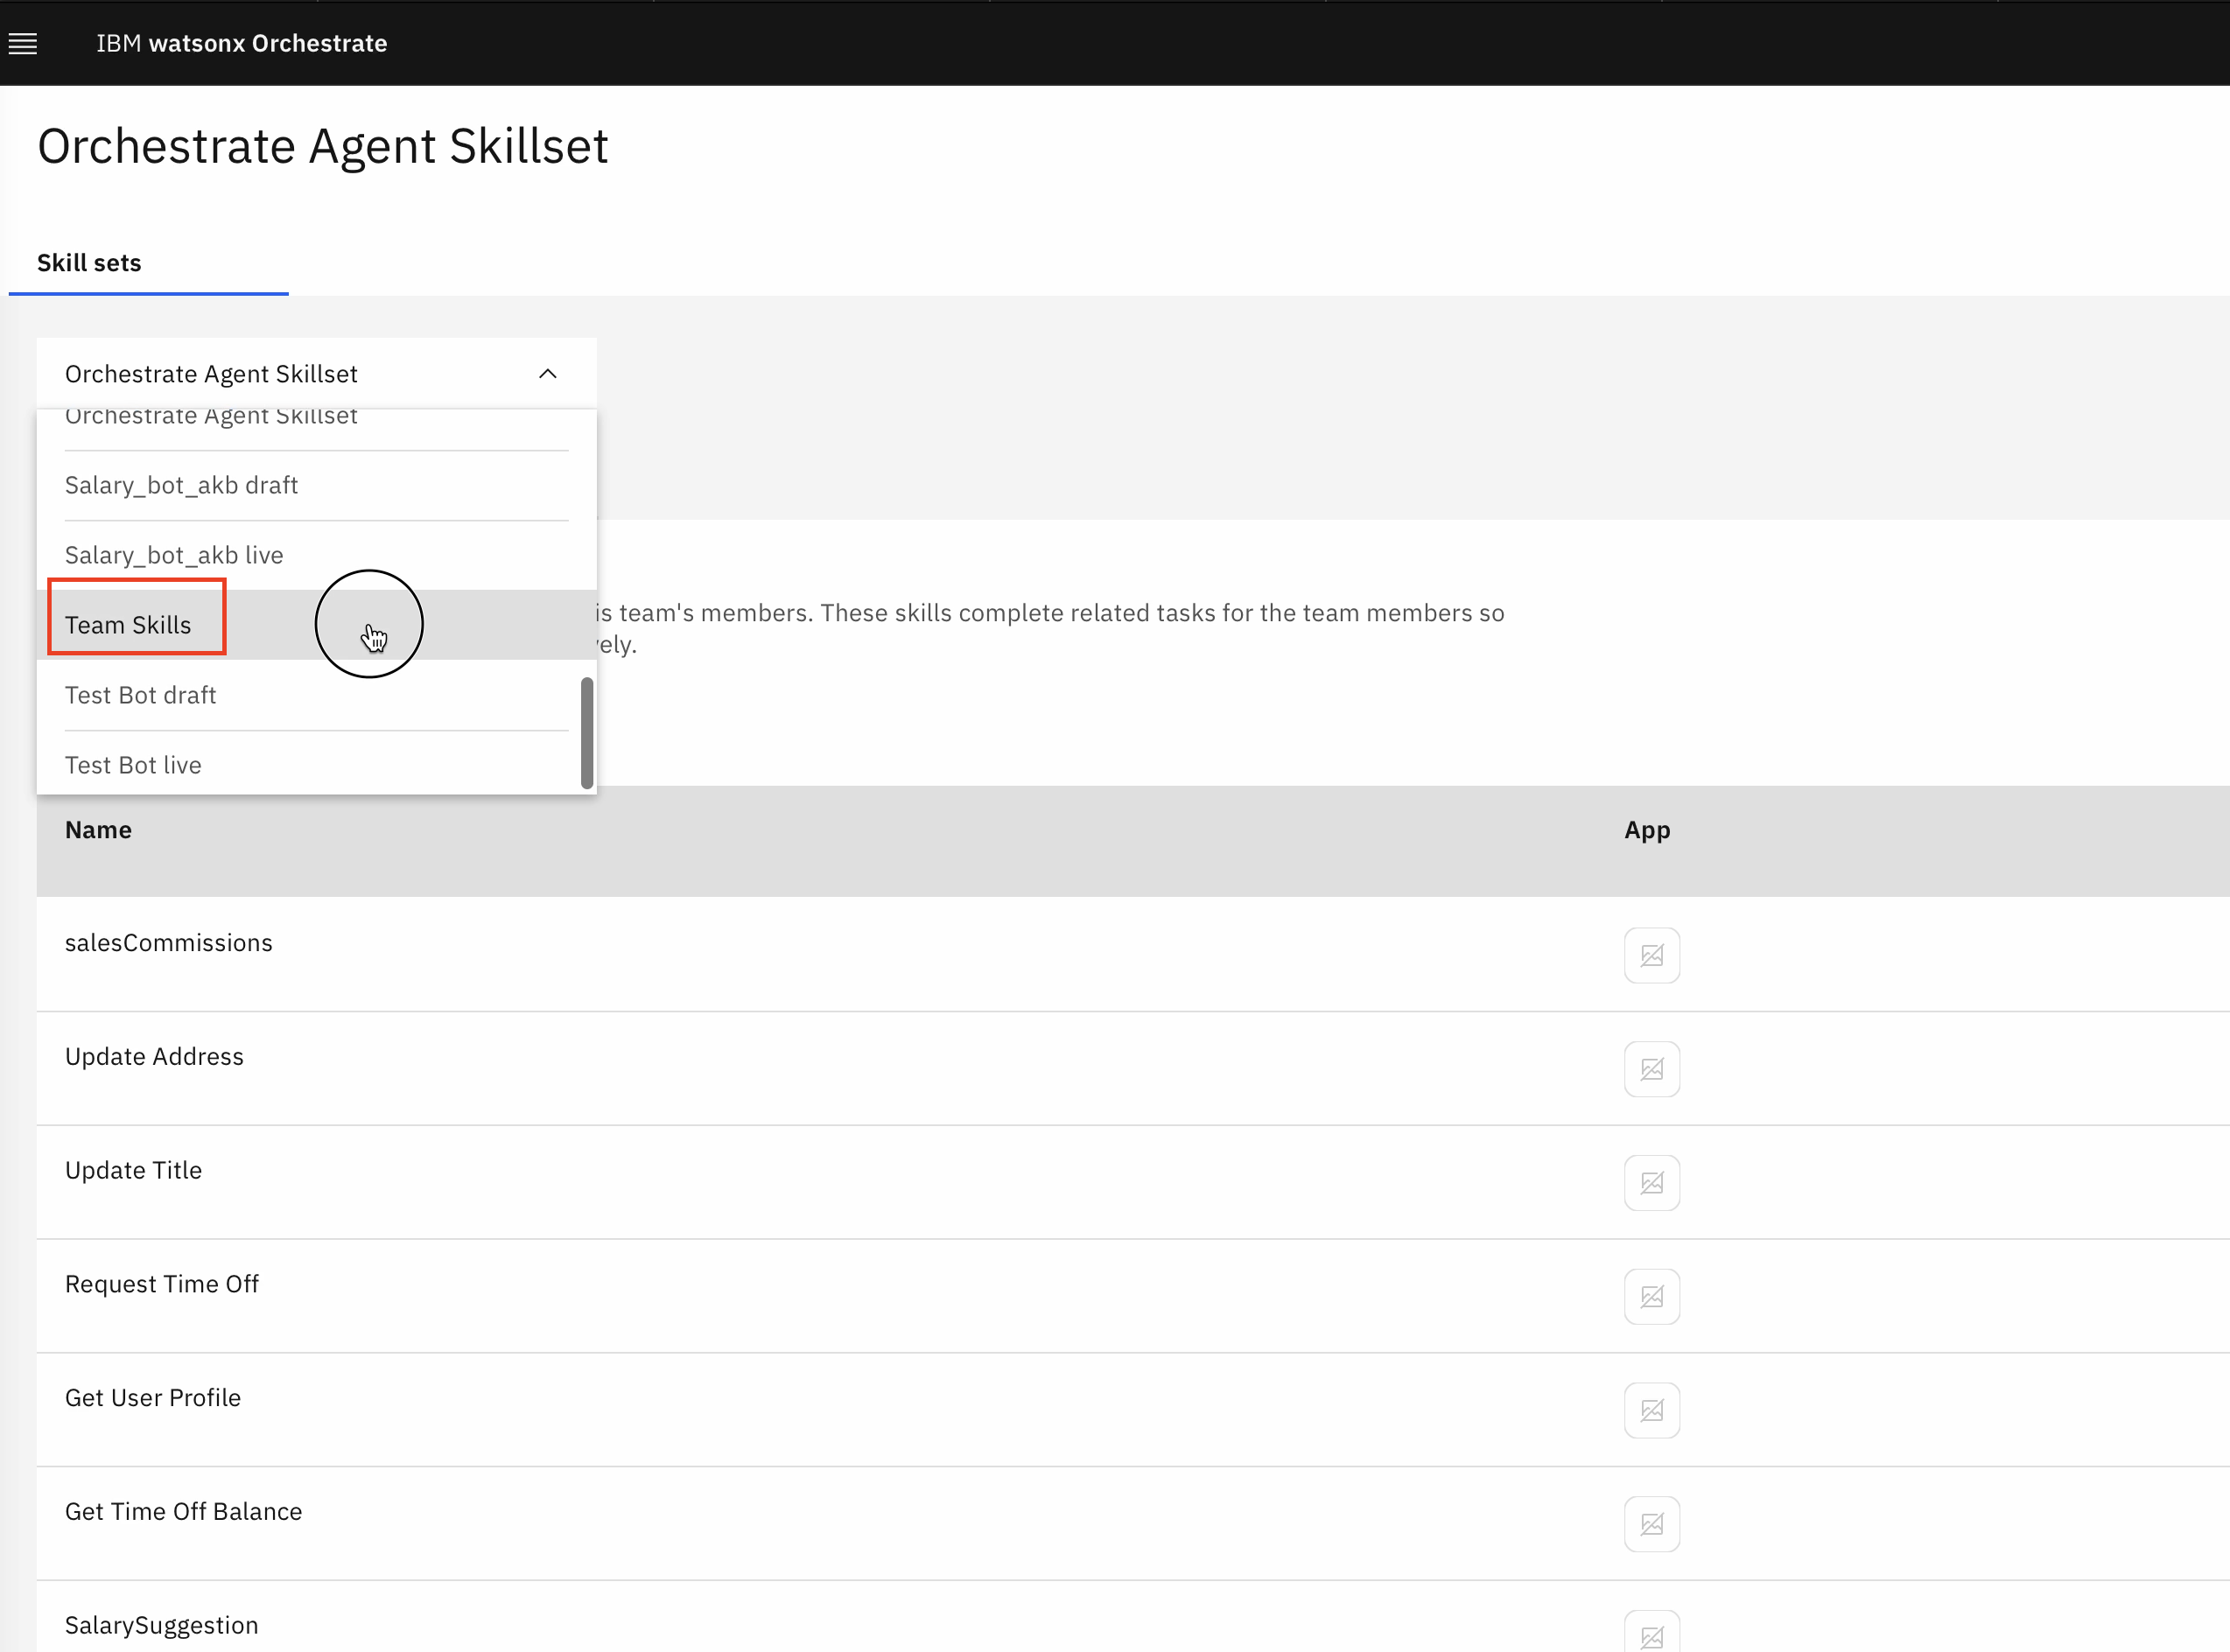 IBM watsonx Orchestrate
Orchestrate Agent Skillset
Skill sets
Orchestrate Agent Skillset
Orchestrate Agent Skillset
Salary_bot_akb draft
Salary_bot_akb live
Team Skills
is team's members. These skills complete related tasks for the team members so
vely.
Test Bot draft
Test Bot live
Name App
salesCommissions
Update Address
Update Title
Request Time Off
Get User Profile
Get Time Off Balance
SalarySuggestion